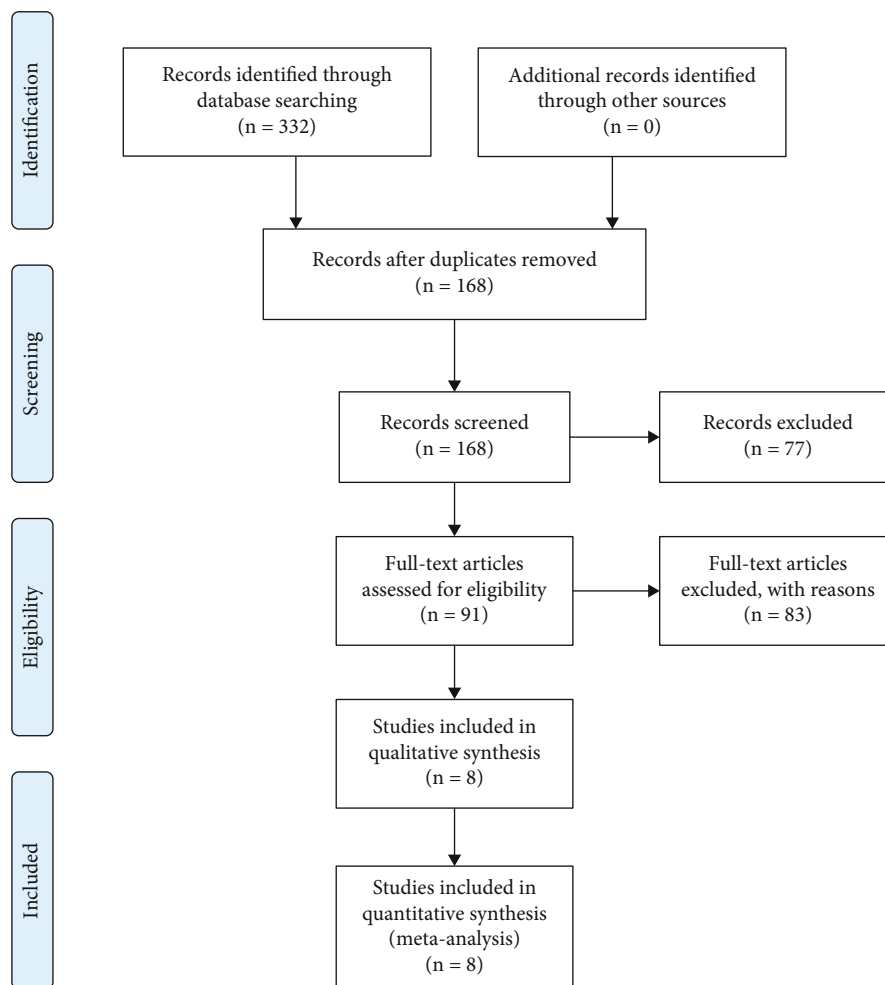 Identification
Records identified through
database searching
(n = 332)
Additional records identified
through other sources
(n = 0)
Screening
Records after duplicates removed
(n = 168)
Records screened
(n = 168)
Records excluded
(n = 77)
Eligibility
Full-text articles
assessed for eligibility
(n = 91)
Full-text articles
excluded, with reasons
(n = 83)
Studies included in
qualitative synthesis
(n = 8)
Included
Studies included in
quantitative synthesis
(meta-analysis)
(n = 8)